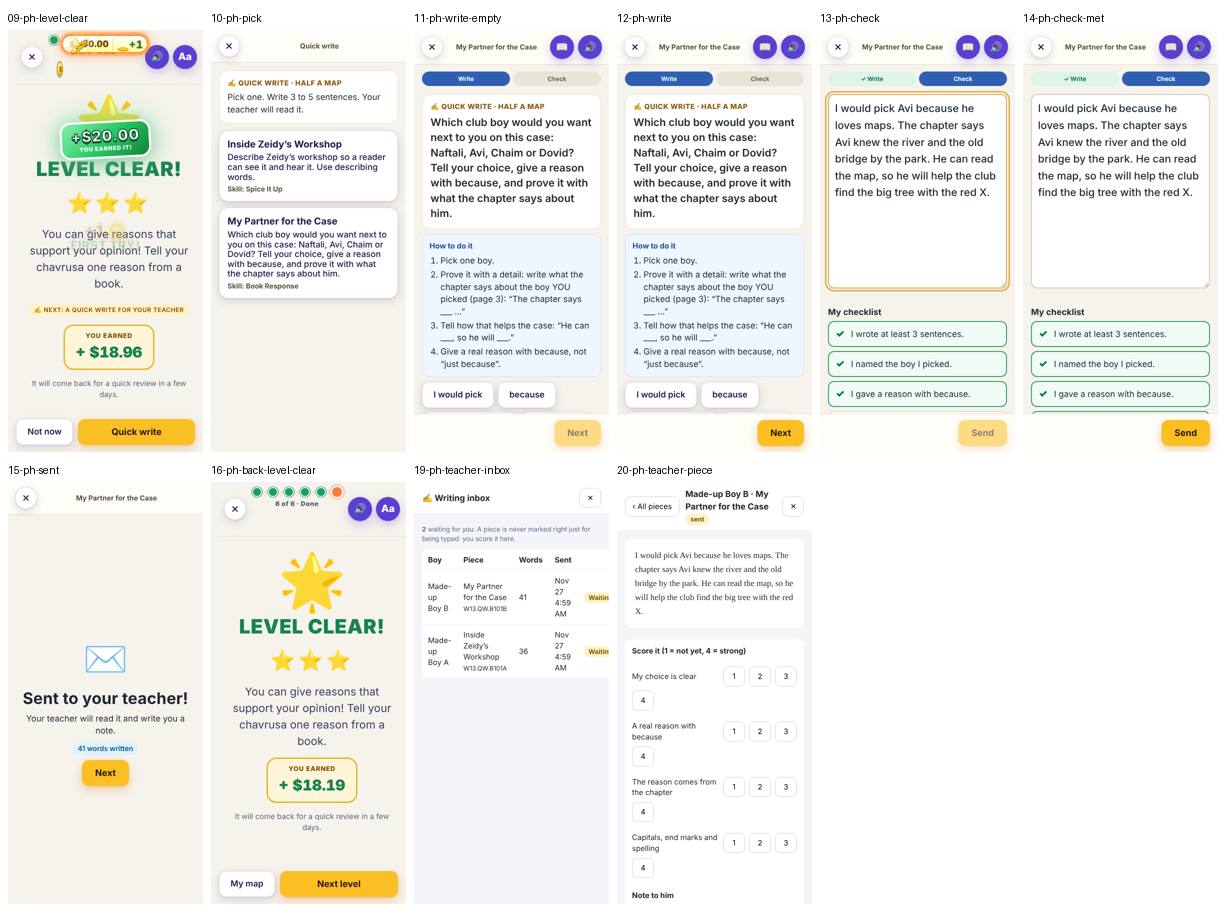 09-ph-level-clear
+1
Aa
+$20.00
YOU EARNED IT!
LEVEL CLEAR!
You can give reasons that
support your opinion! Tell your
chavrusa one reason from a
book.
✍ NEXT: A QUICK WRITE FOR YOUR TEACHER
YOU EARNED
+ $18.96
It will come back for a quick review in a few
days.
Not now
Quick write
10-ph-pick
Quick write
✍ QUICK WRITE · HALF A MAP
Pick one. Write 3 to 5 sentences. Your
teacher will read it.
Inside Zeidy’s Workshop
Describe Zeidy’s workshop so a reader
can see it and hear it. Use describing
words.
Skill: Spice It Up
My Partner for the Case
Which club boy would you want next to
you on this case: Naftali, Avi, Chaim or
Dovid? Tell your choice, give a reason
with because, and prove it with what
the chapter says about him.
Skill: Book Response
11-ph-write-empty
My Partner for the Case
Write
Check
✍ QUICK WRITE · HALF A MAP
Which club boy would you want
next to you on this case:
Naftali, Avi, Chaim or Dovid?
Tell your choice, give a reason
with because, and prove it with
what the chapter says about
him.
How to do it
1. Pick one boy.
2. Prove it with a detail: write what the
chapter says about the boy YOU
picked (page 3): “The chapter says
___ ...”
3. Tell how that helps the case: “He can
___, so he will ___.”
4. Give a real reason with because, not
“just because”.
I would pick
because
Next
12-ph-write
My Partner for the Case
Write
Check
✍ QUICK WRITE · HALF A MAP
Which club boy would you want
next to you on this case:
Naftali, Avi, Chaim or Dovid?
Tell your choice, give a reason
with because, and prove it with
what the chapter says about
him.
How to do it
1. Pick one boy.
2. Prove it with a detail: write what the
chapter says about the boy YOU
picked (page 3): “The chapter says
___ ...”
3. Tell how that helps the case: “He can
___, so he will ___.”
4. Give a real reason with because, not
“just because”.
I would pick
because
Next
13-ph-check
My Partner for the Case
✓ Write
Check
I would pick Avi because he
loves maps. The chapter says
Avi knew the river and the old
bridge by the park. He can read
the map, so he will help the club
find the big tree with the red X.
My checklist
✔ I wrote at least 3 sentences.
✔ I named the boy I picked.
✔ I gave a reason with because.
Send
14-ph-check-met
My Partner for the Case
✓ Write
Check
I would pick Avi because he
loves maps. The chapter says
Avi knew the river and the old
bridge by the park. He can read
the map, so he will help the club
find the big tree with the red X.
My checklist
✔ I wrote at least 3 sentences.
✔ I named the boy I picked.
✔ I gave a reason with because.
Send
15-ph-sent
My Partner for the Case
Sent to your teacher!
Your teacher will read it and write you a
note.
41 words written
Next
16-ph-back-level-clear
6 of 6 · Done
Aa
LEVEL CLEAR!
You can give reasons that
support your opinion! Tell your
chavrusa one reason from a
book.
YOU EARNED
+ $18.19
It will come back for a quick review in a few
days.
My map
Next level
19-ph-teacher-inbox
✍ Writing inbox
2 waiting for you. A piece is never marked right just for
being typed: you score it here.
Boy Piece Words Sent
Made-up Boy B
My Partner for the Case
W13.QW.B101B
41
Nov 27 4:59 AM
Waitin
Made-up Boy A
Inside Zeidy’s Workshop
W13.QW.B101A
36
Nov 27 4:59 AM
Waitin
20-ph-teacher-piece
‹ All pieces
Made-up Boy B · My
Partner for the Case
sent
I would pick Avi because he loves maps. The
chapter says Avi knew the river and the old
bridge by the park. He can read the map, so he
will help the club find the big tree with the red
X.
Score it (1 = not yet, 4 = strong)
My choice is clear
1 2 3
4
A real reason with
because
1 2 3
4
The reason comes from
the chapter
1 2 3
4
Capitals, end marks and
spelling
1 2 3
4
Note to him